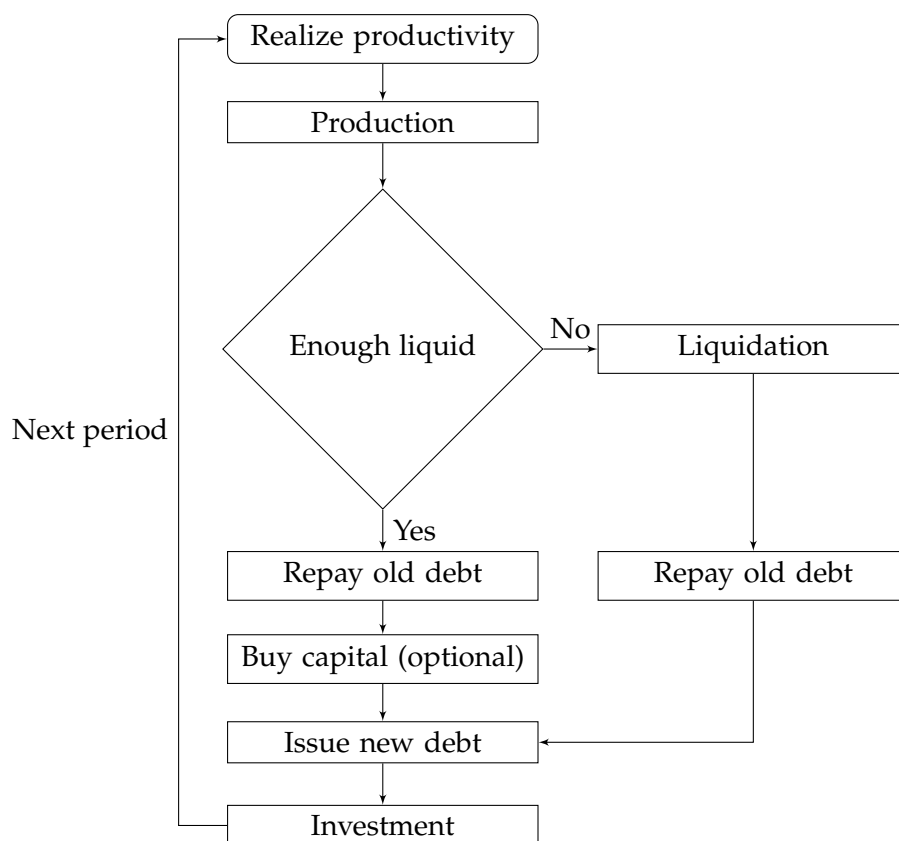 Realize productivity
Production
Enough liquid
No
Liquidation
Next period
Yes
Repay old debt
Repay old debt
Buy capital (optional)
Issue new debt
Investment